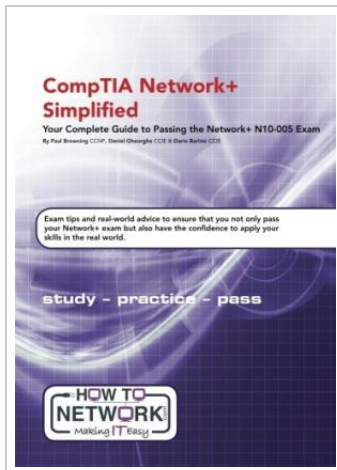 CompTIA Network+
Simplified
Your Complete Guide to Passing the Network+ N10-005 Exam
By Paul Browning CCNP, Daniel Gheorghe CCIE & Dario Barinic CCIE
Exam tips and real-world advice to ensure that you not only pass
your Network+ exam but also have the confidence to apply your
skills in the real world.
study - practice - pass
HOW TO
NETWORK.com
Making IT Easy